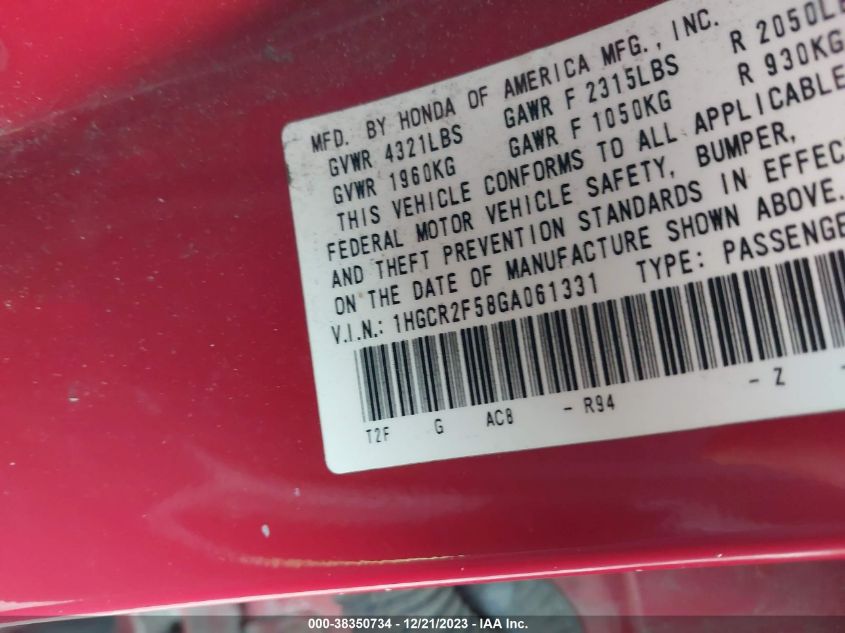 MFD. BY HONDA OF AMERICA MFG., INC.
GVWR 4321LBS GAWR F 2315LBS R 2050LB
GVWR 1960KG GAWR F 1050KG R 930KG
THIS VEHICLE CONFORMS TO ALL APPLICABLE
FEDERAL MOTOR VEHICLE SAFETY, BUMPER,
AND THEFT PREVENTION STANDARDS IN EFFEC
ON THE DATE OF MANUFACTURE SHOWN ABOVE.
V.I.N.: 1HGCR2F58GA061331 TYPE: PASSENGE
T2F G AC8 - R94 - Z -
000-38350734 - 12/21/2023 - IAA Inc.